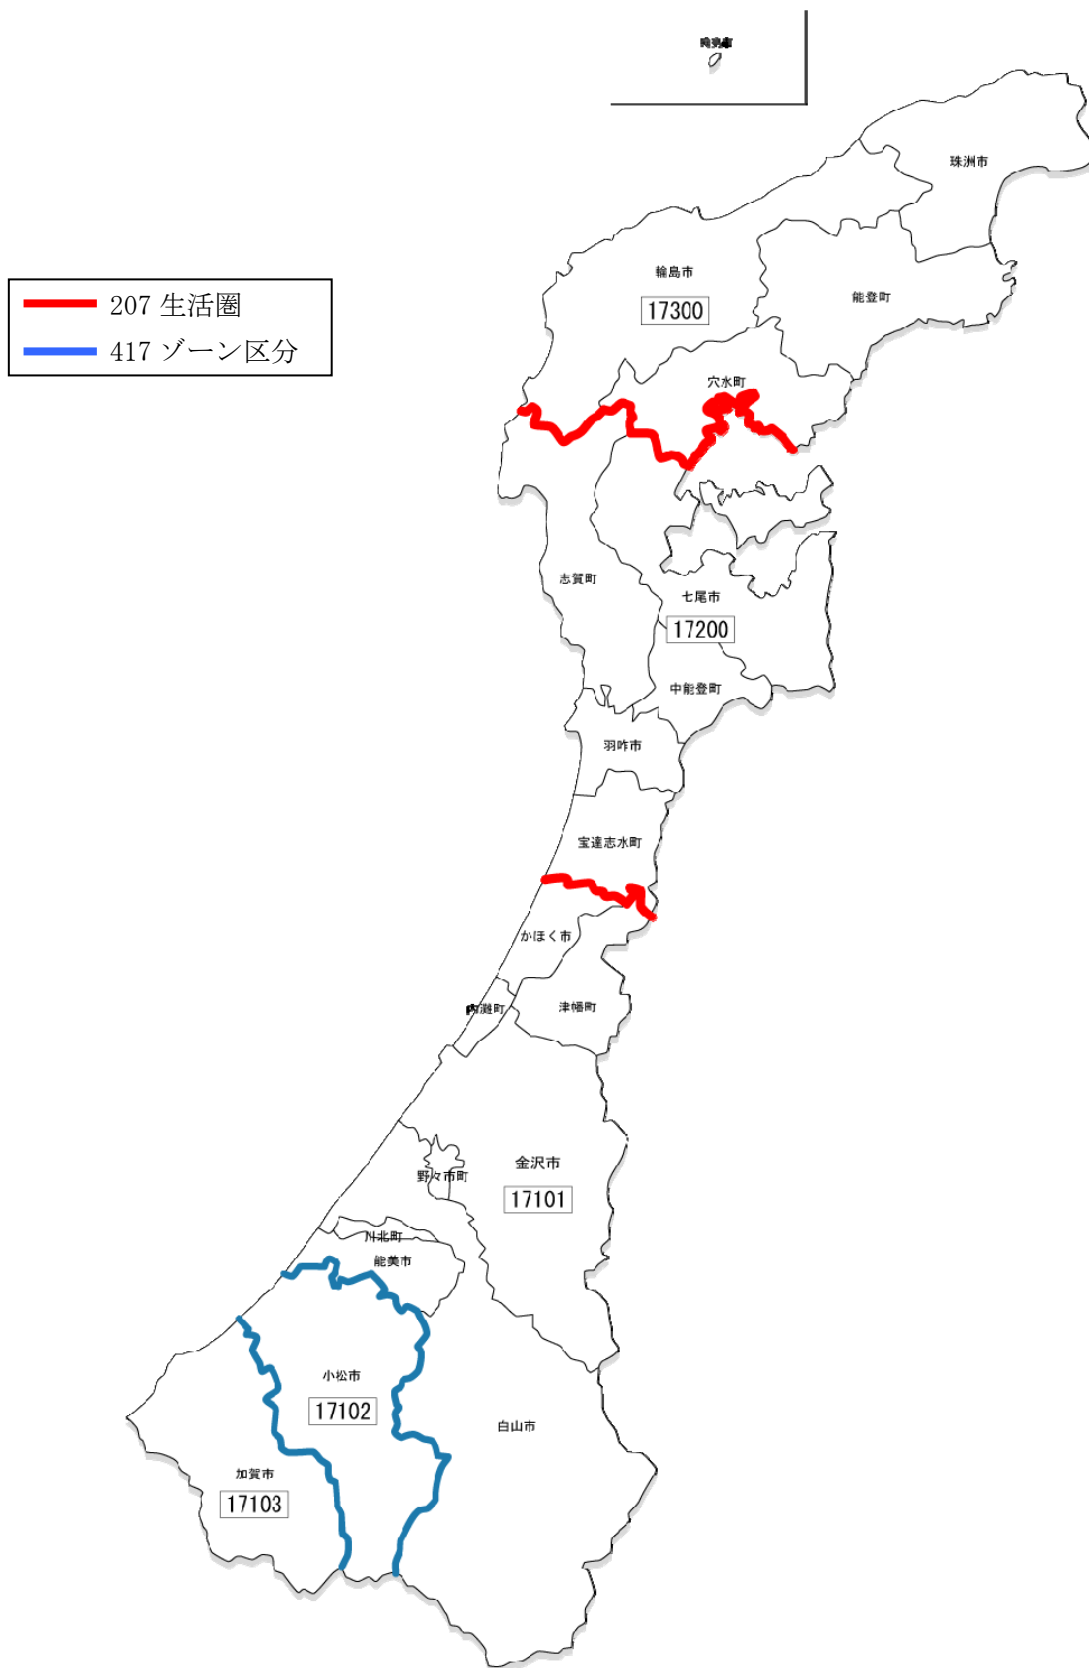 珠洲市
輪島市
17300
能登町
207 生活圏
417 ゾーン区分
穴水町
志賀町
七尾市
17200
中能登町
羽咋市
宝達志水町
かほく市
内灘町
津幡町
金沢市
17101
野々市町
川北町
能美市
小松市
17102
白山市
加賀市
17103